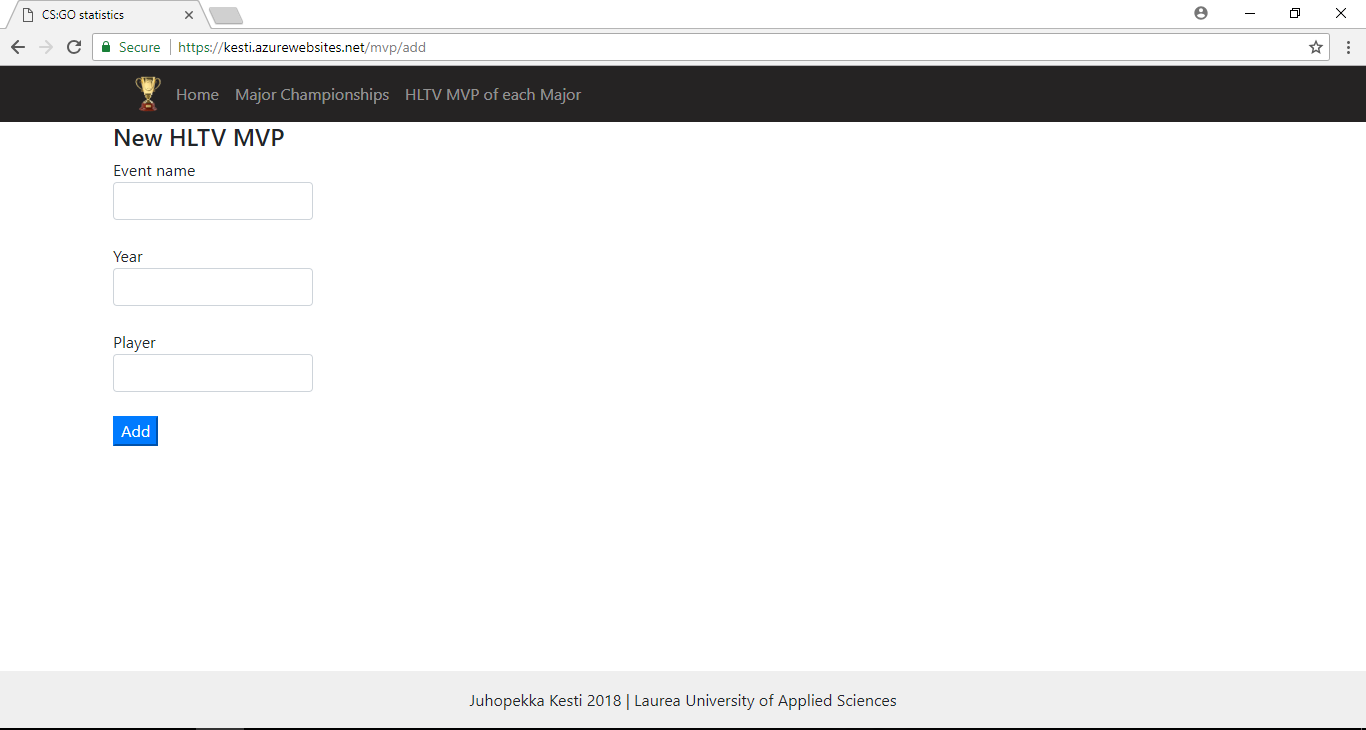 CS:GO statistics
Secure https://kesti.azurewebsites.net/mvp/add
Home Major Championships HLTV MVP of each Major
New HLTV MVP
Event name
Year
Player
Add
Juhopekka Kesti 2018 | Laurea University of Applied Sciences